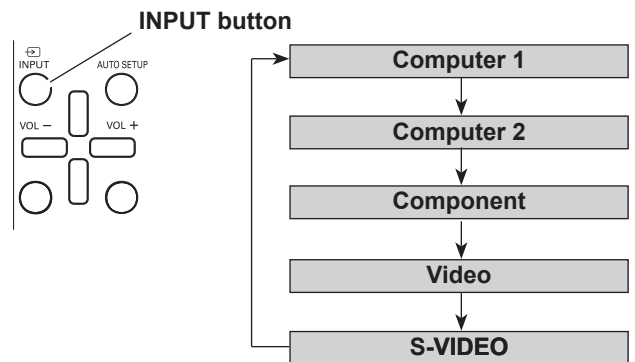 INPUT button
INPUT
AUTO SETUP
VOL −
VOL +
Computer 1
Computer 2
Component
Video
S-VIDEO